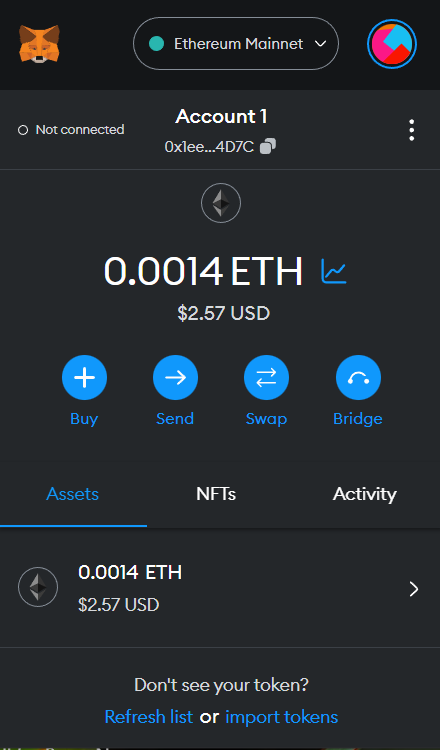 Ethereum Mainnet
Not connected
Account 1
0x1ee...4D7C
0.0014 ETH
$2.57 USD
Buy
Send
Swap
Bridge
Assets
NFTs
Activity
0.0014 ETH
$2.57 USD
Don't see your token?
Refresh list or import tokens